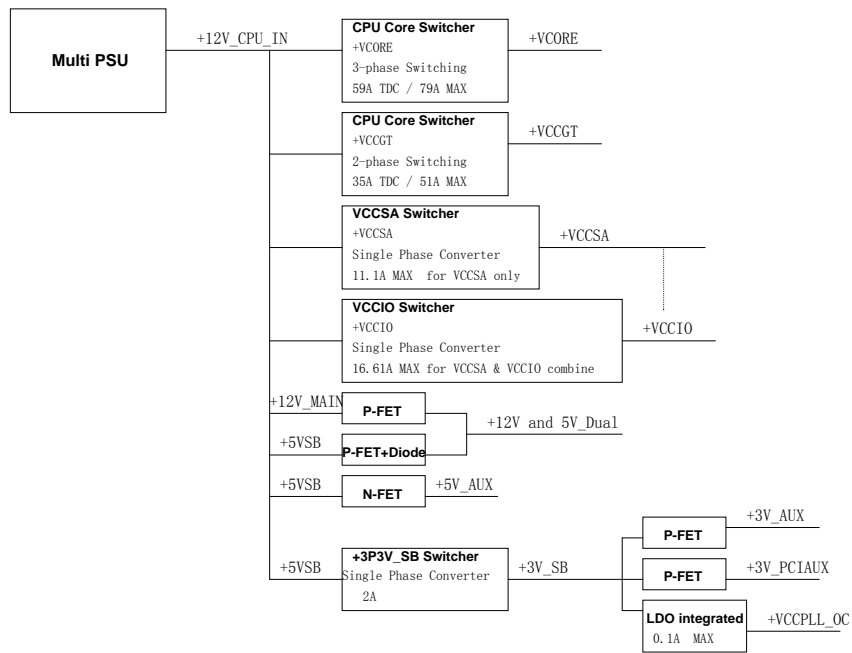 Multi PSU
+12V_CPU_IN
CPU Core Switcher
+VCORE
3-phase Switching
59A TDC / 79A MAX
+VCORE
CPU Core Switcher
+VCCGT
2-phase Switching
35A TDC / 51A MAX
+VCCGT
VCCSA Switcher
+VCCSA
Single Phase Converter
11.1A MAX for VCCSA only
+VCCSA
VCCIO Switcher
+VCCIO
Single Phase Converter
16.61A MAX for VCCSA & VCCIO combine
+VCCIO
+12V_MAIN
P-FET
+12V and 5V_Dual
+5VSB
P-FET+Diode
+5VSB
N-FET
+5V_AUX
+5VSB
+3P3V_SB Switcher
Single Phase Converter
2A
+3V_SB
P-FET
+3V_AUX
P-FET
+3V_PCIAUX
LDO integrated
0.1A MAX
+VCCPLL_OC